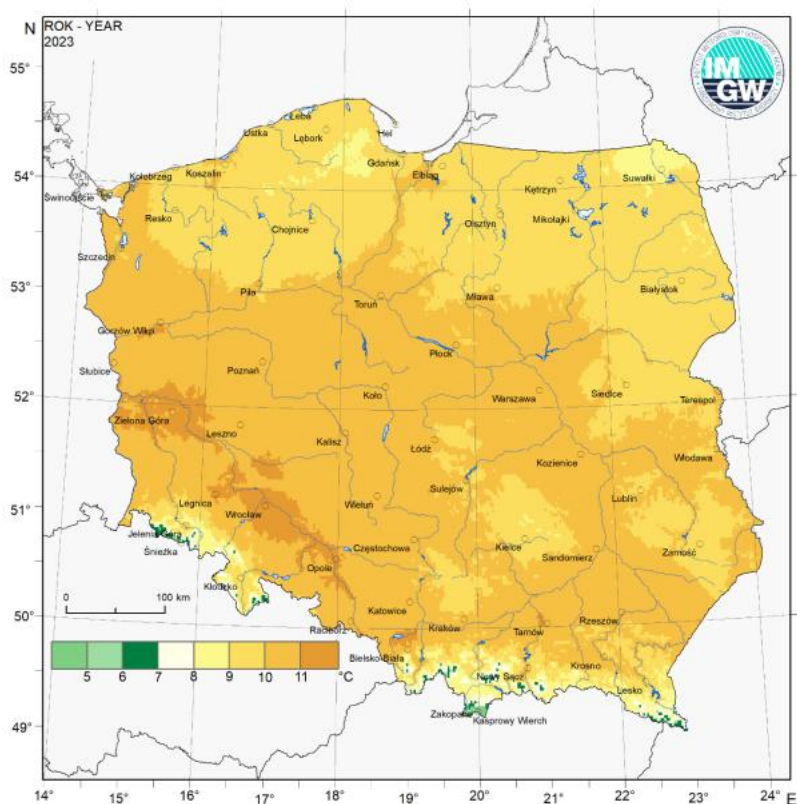 ROK - YEAR
2023
N
IMGW
55°
54°
53°
52°
51°
50°
49°
Łeba
Ustka
Lębork
Hel
Gdańsk
Kołobrzeg
Koszalin
Elbląg
Kętrzyn
Suwałki
Świnoujście
Resko
Chojnice
Olsztyn
Mikołajki
Szczecin
Piła
Toruń
Mława
Białystok
Gorzów Wlkp.
Płock
Słubice
Poznań
Koło
Warszawa
Siedlce
Terespol
Zielona Góra
Leszno
Kalisz
Łódź
Kozienice
Włodawa
Sulejów
Legnica
Wrocław
Wieluń
Lublin
Jelenia Góra
Śnieżka
Częstochowa
Kielce
Sandomierz
Zamość
Opole
Kłodzko
0 100 km
Katowice
Racibórz
Kraków
Tarnów
Rzeszów
Bielsko-Biała
Nowy Sącz
Krosno
Lesko
Zakopane
Kasprowy Wierch
5 6 7 8 9 10 11 °C
14° 15° 16° 17° 18° 19° 20° 21° 22° 23° 24° E